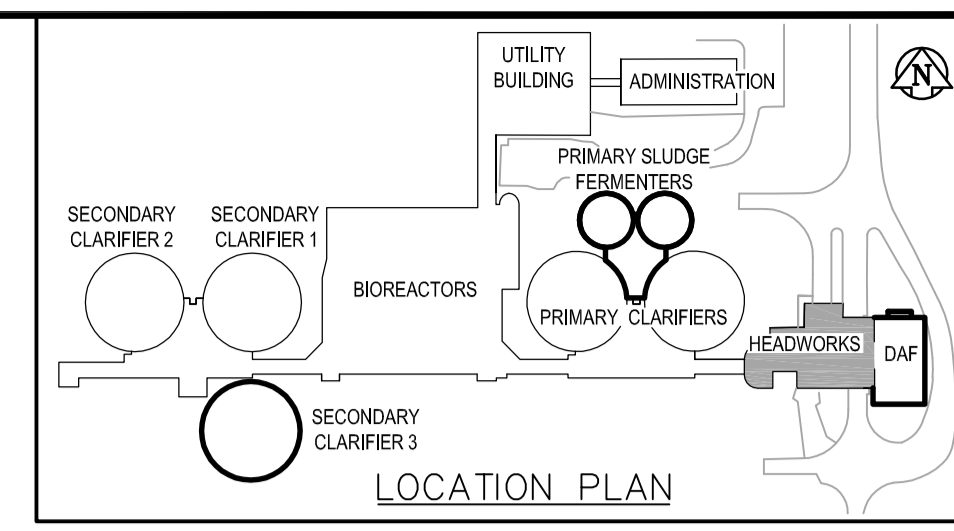 UTILITY
BUILDING
ADMINISTRATION
N
PRIMARY SLUDGE
FERMENTERS
SECONDARY
CLARIFIER 2
SECONDARY
CLARIFIER 1
BIOREACTORS
PRIMARY CLARIFIERS
HEADWORKS
DAF
SECONDARY
CLARIFIER 3
LOCATION PLAN